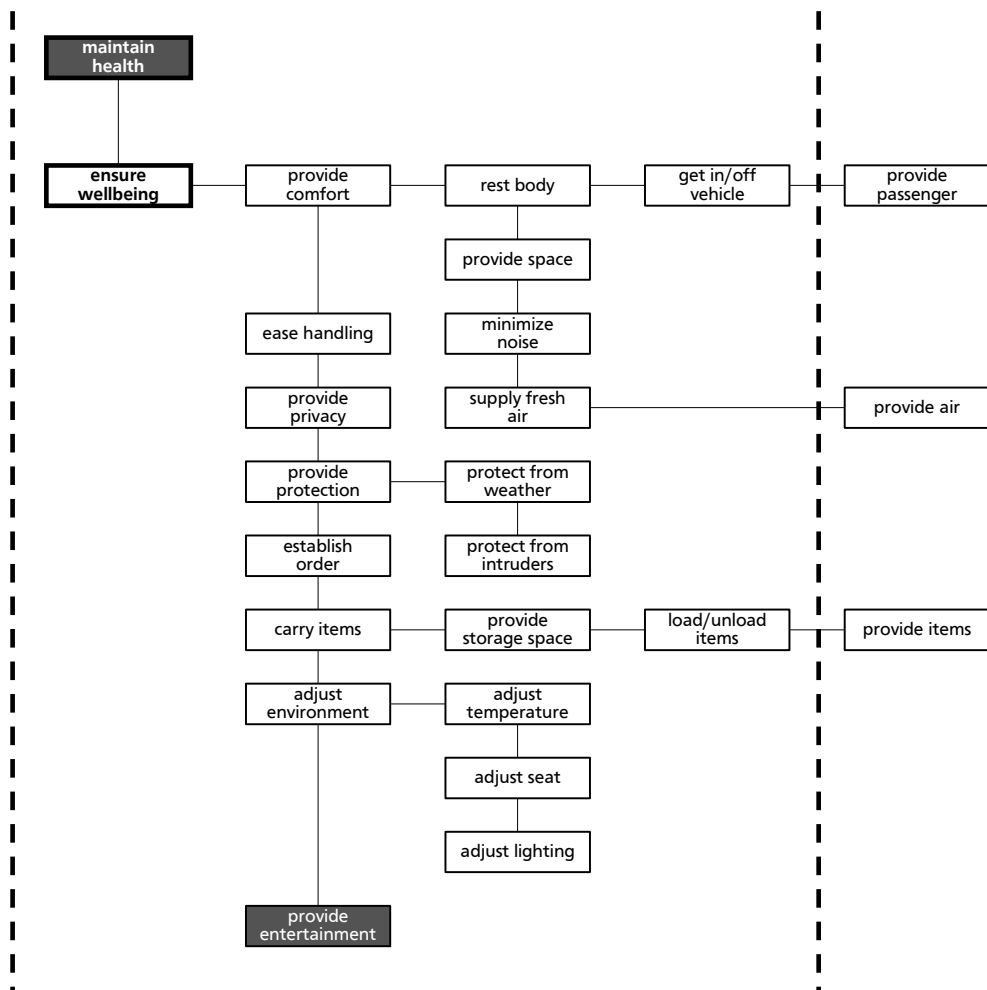 maintain
health
ensure
wellbeing
provide
comfort
rest body
get in/off
vehicle
provide
passenger
provide space
ease handling
minimize
noise
provide
privacy
supply fresh
air
provide air
provide
protection
protect from
weather
establish
order
protect from
intruders
carry items
provide
storage space
load/unload
items
provide items
adjust
environment
adjust
temperature
adjust seat
adjust lighting
provide
entertainment